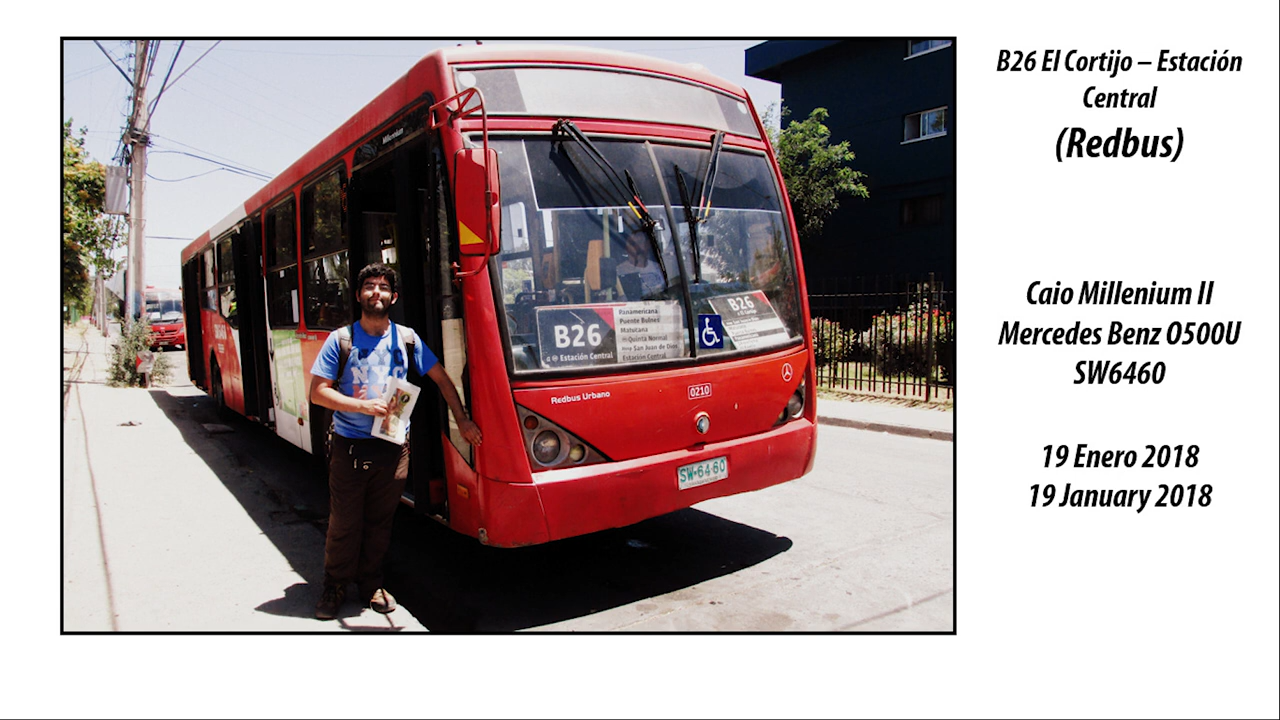 B26 El Cortijo – Estación
Central
(Redbus)
Caio Millenium II
Mercedes Benz O500U
SW6460
19 Enero 2018
19 January 2018
Millennium
B26
a @ Estación Central
Panamericana
Puente Bulnes
Matucana
Quinta Normal
San Juan de Dios
Estación Central
B26
Redbus Urbano
0210
SW·64·60
NYC